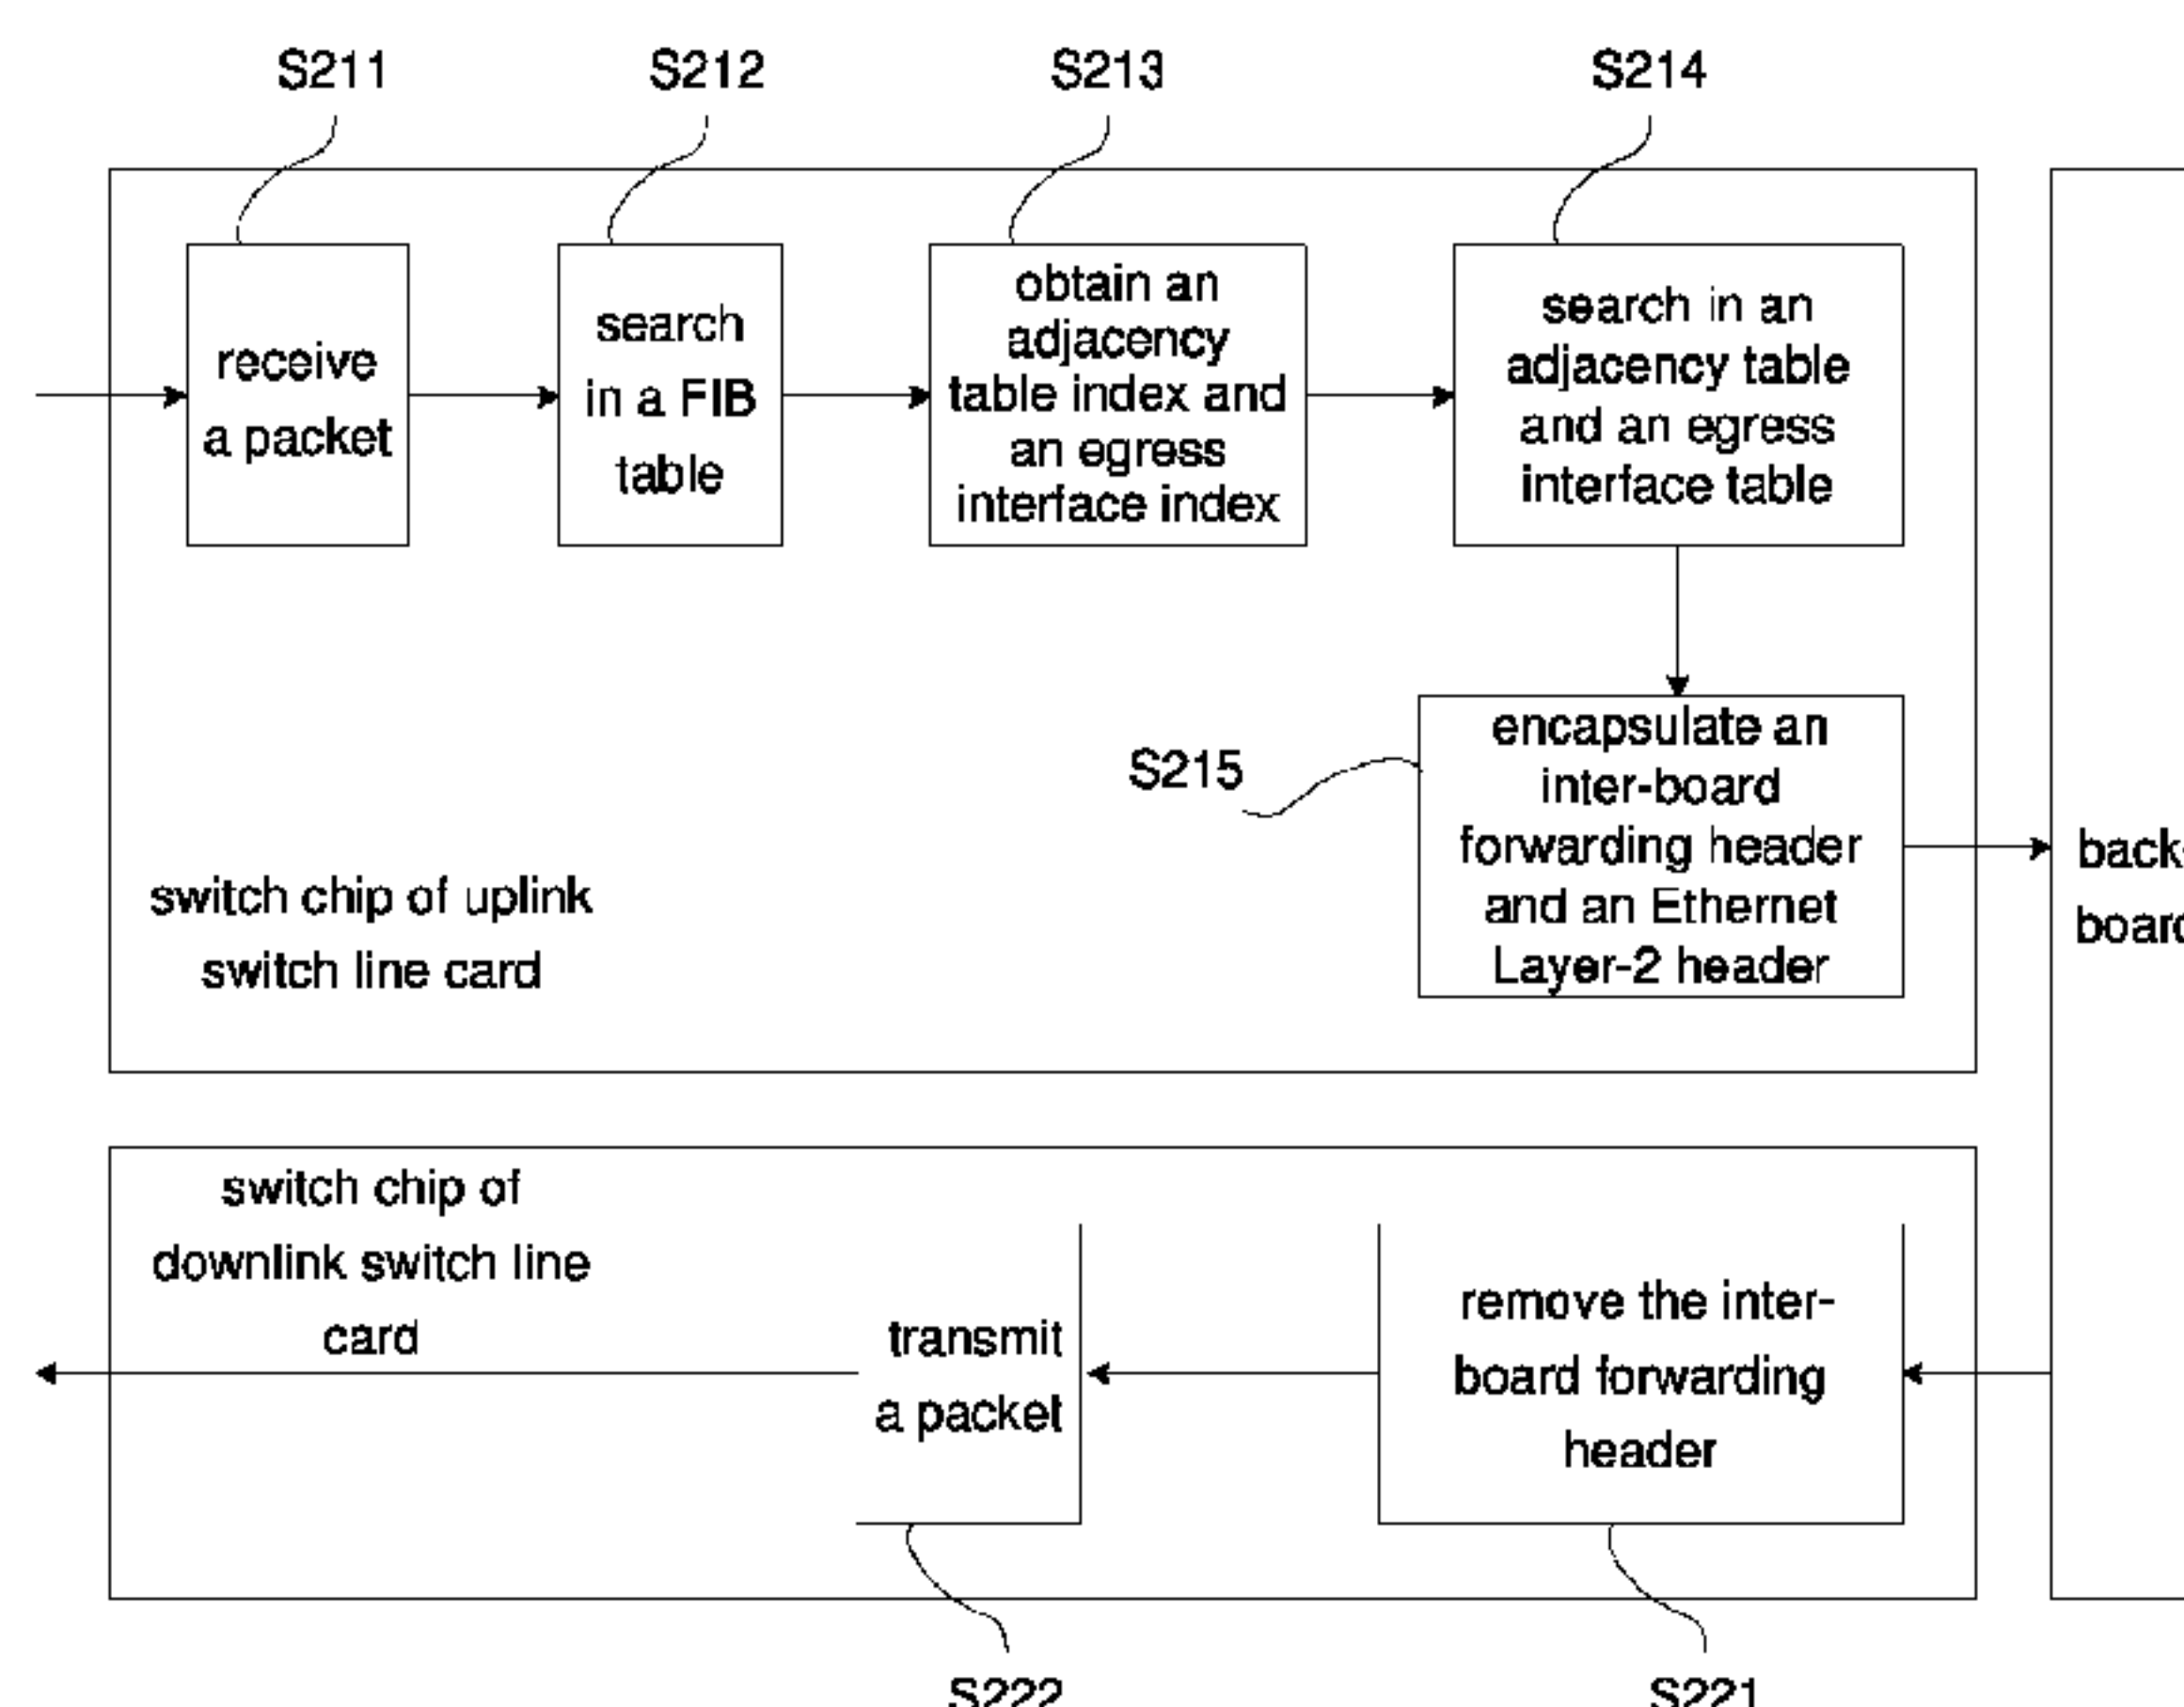 S211
S212
S213
S214
receive
a packet
search
in a FIB
table
obtain an
adjacency
table index and
an egress
interface index
search in an
adjacency table
and an egress
interface table
S215
encapsulate an
inter-board
forwarding header
and an Ethernet
Layer-2 header
switch chip of uplink
switch line card
back-
board
switch chip of
downlink switch line
card
transmit
a packet
remove the inter-
board forwarding
header
S222
S221